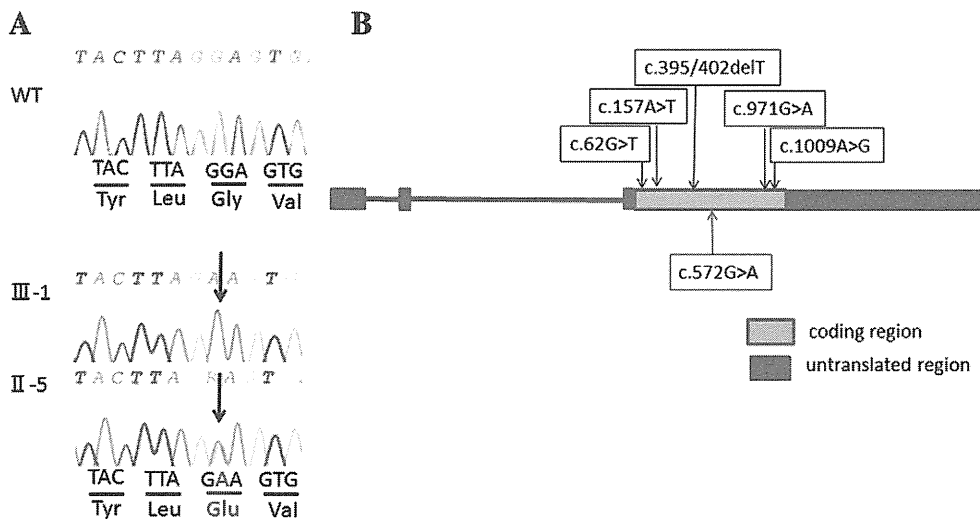 A
B
T A C T T A G G A G T G
WT
TAC TTA GGA GTG
Tyr Leu Gly Val
c.395/402delT
c.157A>T
c.971G>A
c.62G>T
c.1009A>G
c.572G>A
T A C T T A G A A T G
III-1
II-5
T A C T T A R A T
TAC TTA GAA GTG
Tyr Leu Glu Val
coding region
untranslated region